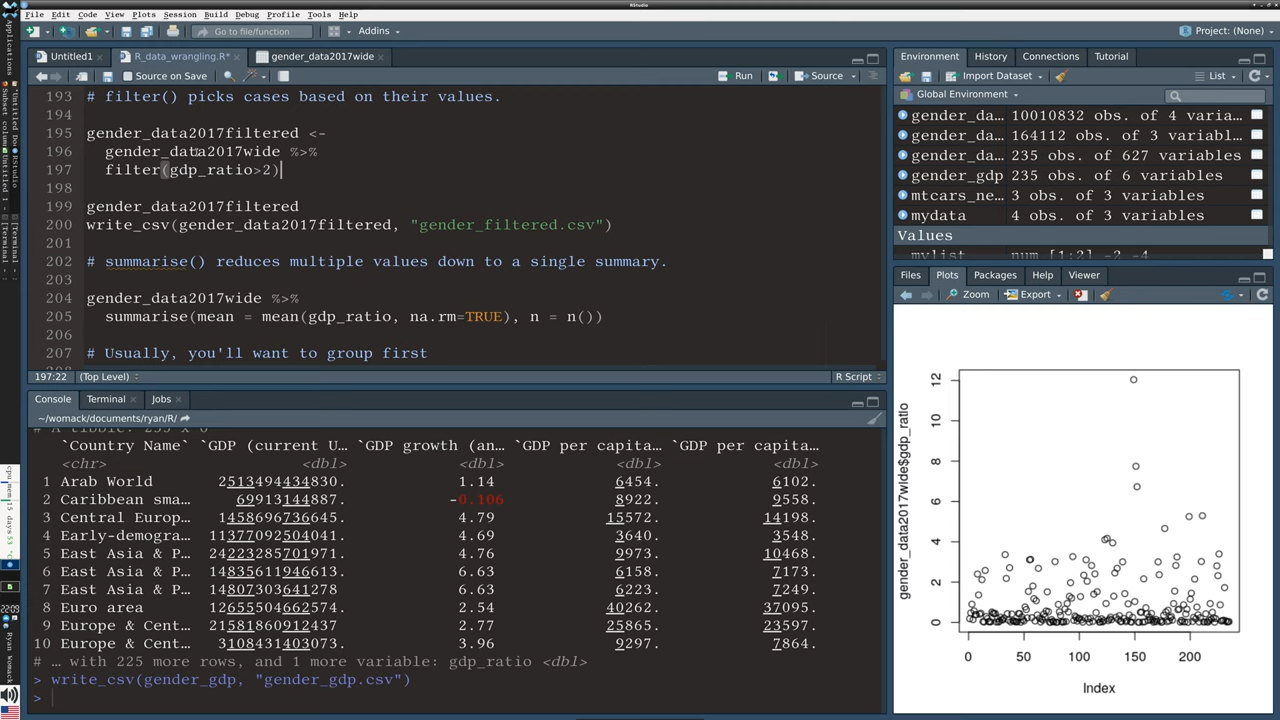 RStudio
File Edit Code View Plots Session Build Debug Profile Tools Help
Go to file/function
Addins
Project: (None)
Untitled1
R_data_wrangling.R*
gender_data2017wide
Source on Save
Run
Source
193 # filter() picks cases based on their values.
194
195 gender_data2017filtered <-
196 gender_data2017wide %>%
197 filter(gdp_ratio>2)
198
199 gender_data2017filtered
200 write_csv(gender_data2017filtered, "gender_filtered.csv")
201
202 # summarise() reduces multiple values down to a single summary.
203
204 gender_data2017wide %>%
205 summarise(mean = mean(gdp_ratio, na.rm=TRUE), n = n())
206
207 # Usually, you'll want to group first
197:22 (Top Level) R Script
Console Terminal Jobs
~/womack/documents/ryan/R/
`Country Name` `GDP (current U… `GDP growth (an… `GDP per capita… `GDP per capita…
<chr> <dbl> <dbl> <dbl> <dbl>
1 Arab World 2513494434830. 1.14 6454. 6102.
2 Caribbean sma… 69913144887. -0.106 8922. 9558.
3 Central Europ… 1458696736645. 4.79 15572. 14198.
4 Early-demogra… 11377092504041. 4.69 3640. 3548.
5 East Asia & P… 24223285701971. 4.76 9973. 10468.
6 East Asia & P… 14835611946613. 6.63 6158. 7173.
7 East Asia & P… 14807303641278 6.63 6223. 7249.
8 Euro area 12655504662574. 2.54 40262. 37095.
9 Europe & Cent… 21581860912437 2.77 25865. 23597.
10 Europe & Cent… 3108431403073. 3.96 9297. 7864.
# … with 225 more rows, and 1 more variable: gdp_ratio <dbl>
> write_csv(gender_gdp, "gender_gdp.csv")
>
Environment History Connections Tutorial
Import Dataset
List
Global Environment
gender_da… 10010832 obs. of 4 varia…
gender_da… 164112 obs. of 3 variabl…
gender_da… 235 obs. of 627 variables
gender_gdp 235 obs. of 6 variables
mtcars_ne… 3 obs. of 3 variables
mydata 4 obs. of 3 variables
Values
mylist num [1:2] -2 -4
Files Plots Packages Help Viewer
Zoom
Export
gender_data2017wide$gdp_ratio
12
10
8
6
4
2
0
0 50 100 150 200
Index
Applications
RStudio
[Terminal - ]
22:09
Ryan Womack